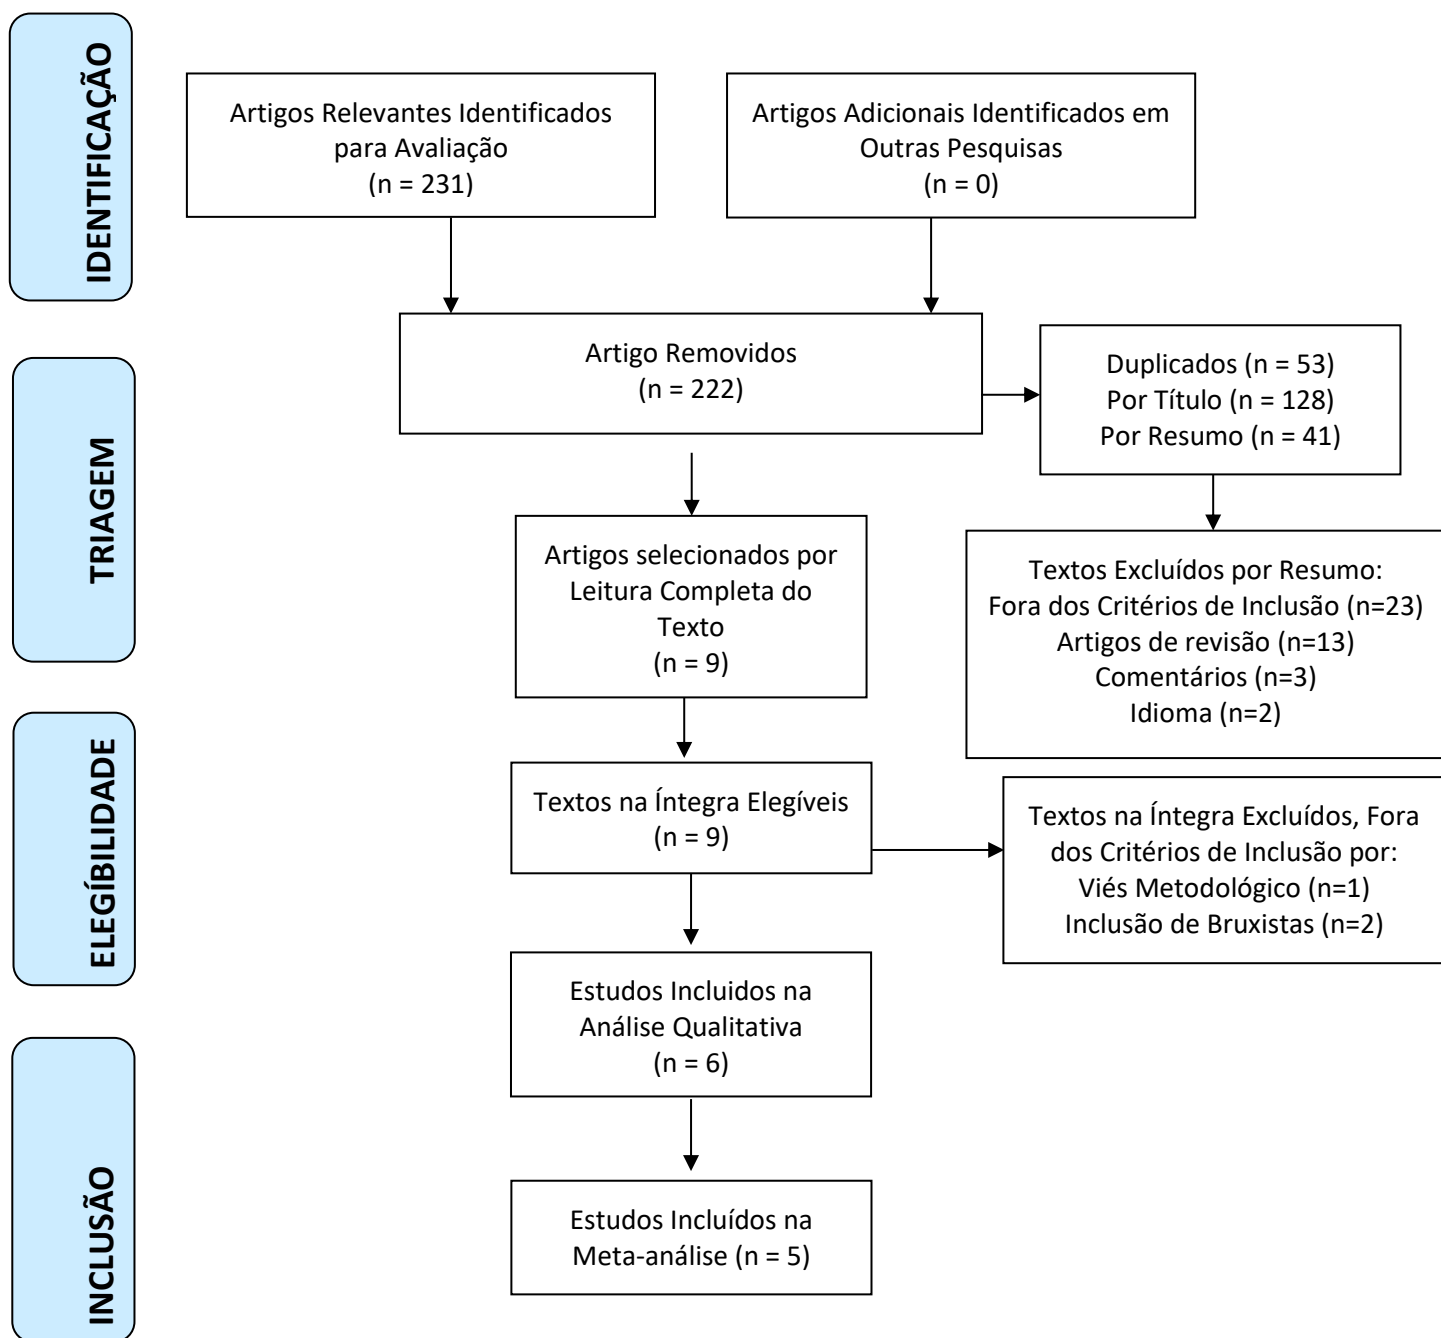 IDENTIFICAÇÃO
Artigos Relevantes Identificados
para Avaliação
(n = 231)
Artigos Adicionais Identificados em
Outras Pesquisas
(n = 0)
TRIAGEM
Artigo Removidos
(n = 222)
Duplicados (n = 53)
Por Título (n = 128)
Por Resumo (n = 41)
Artigos selecionados por
Leitura Completa do
Texto
(n = 9)
Textos Excluídos por Resumo:
Fora dos Critérios de Inclusão (n=23)
Artigos de revisão (n=13)
Comentários (n=3)
Idioma (n=2)
ELEGÍBILIDADE
Textos na Íntegra Elegíveis
(n = 9)
Textos na Íntegra Excluídos, Fora
dos Critérios de Inclusão por:
Viés Metodológico (n=1)
Inclusão de Bruxistas (n=2)
Estudos Incluidos na
Análise Qualitativa
(n = 6)
INCLUSÃO
Estudos Incluídos na
Meta-análise (n = 5)